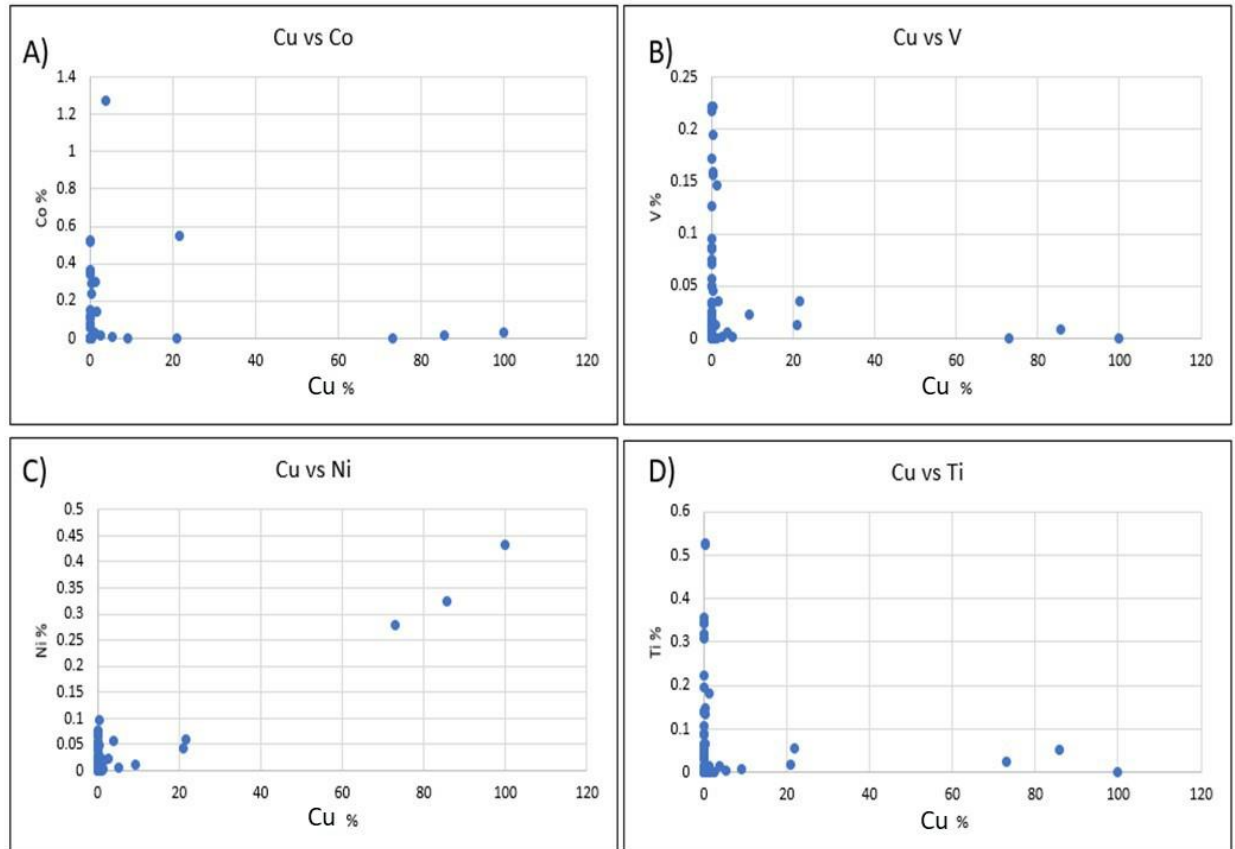 A)
Cu vs Co
1.4
1.2
1
0.8
0.6
0.4
0.2
0
Co %
0 20 40 60 80 100 120
Cu %
B)
Cu vs V
0.25
0.2
0.15
0.1
0.05
0
V %
0 20 40 60 80 100 120
Cu %
C)
Cu vs Ni
0.5
0.45
0.4
0.35
0.3
0.25
0.2
0.15
0.1
0.05
0
Ni %
0 20 40 60 80 100 120
Cu %
D)
Cu vs Ti
0.6
0.5
0.4
0.3
0.2
0.1
0
Ti %
0 20 40 60 80 100 120
Cu %